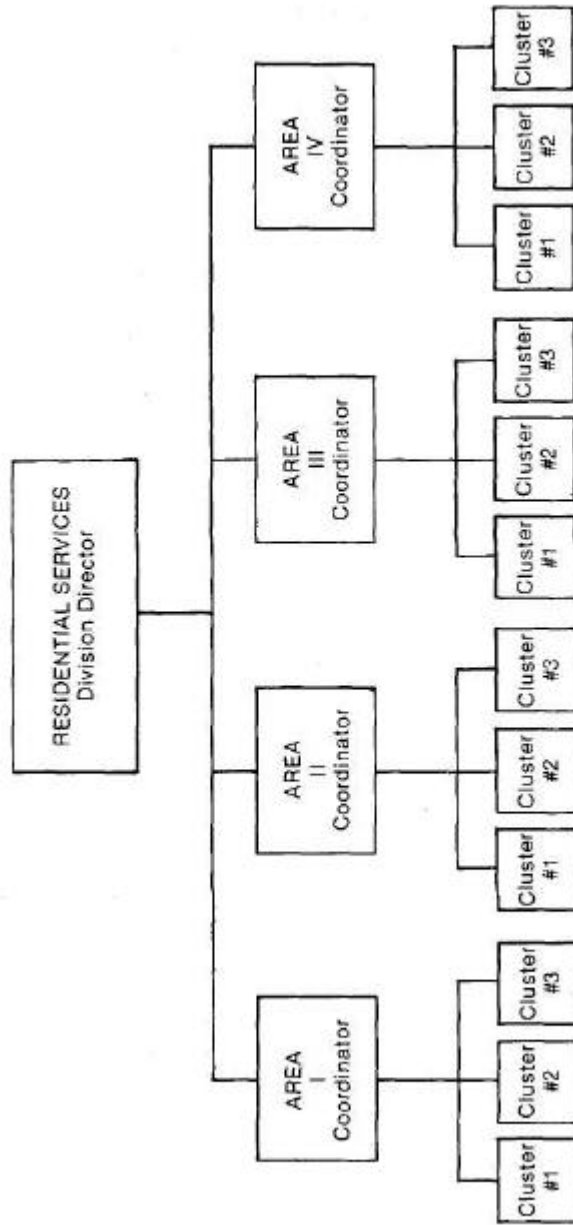 RESIDENTIAL SERVICES
Division Director
AREA
I
Coordinator
AREA
II
Coordinator
AREA
III
Coordinator
AREA
IV
Coordinator
Cluster
#1
Cluster
#2
Cluster
#3
Cluster
#1
Cluster
#2
Cluster
#3
Cluster
#1
Cluster
#2
Cluster
#3
Cluster
#1
Cluster
#2
Cluster
#3